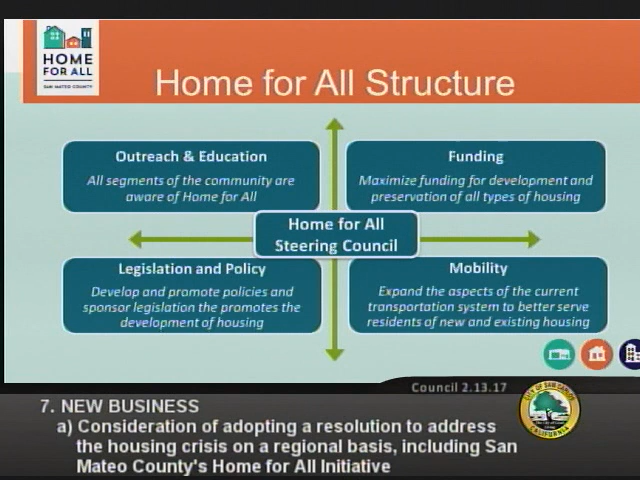 HOME
FOR ALL
SAN MATEO COUNTY
Home for All Structure
Outreach & Education
All segments of the community are
aware of Home for All
Funding
Maximize funding for development and
preservation of all types of housing
Home for All
Steering Council
Legislation and Policy
Develop and promote policies and
sponsor legislation the promotes the
development of housing
Mobility
Expand the aspects of the current
transportation system to better serve
residents of new and existing housing
Council 2.13.17
7. NEW BUSINESS
a) Consideration of adopting a resolution to address
the housing crisis on a regional basis, including San
Mateo County's Home for All Initiative
CITY OF SAN CARLOS
CALIFORNIA